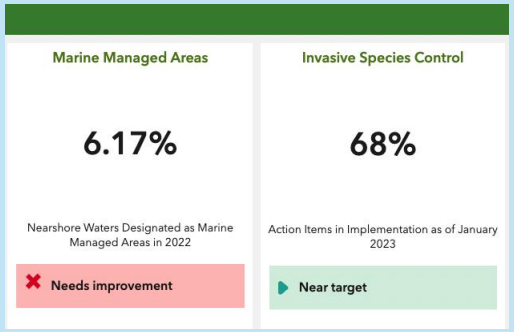 Marine Managed Areas
6.17%
Nearshore Waters Designated as Marine
Managed Areas in 2022
Needs improvement
Invasive Species Control
68%
Action Items in Implementation as of January
2023
Near target